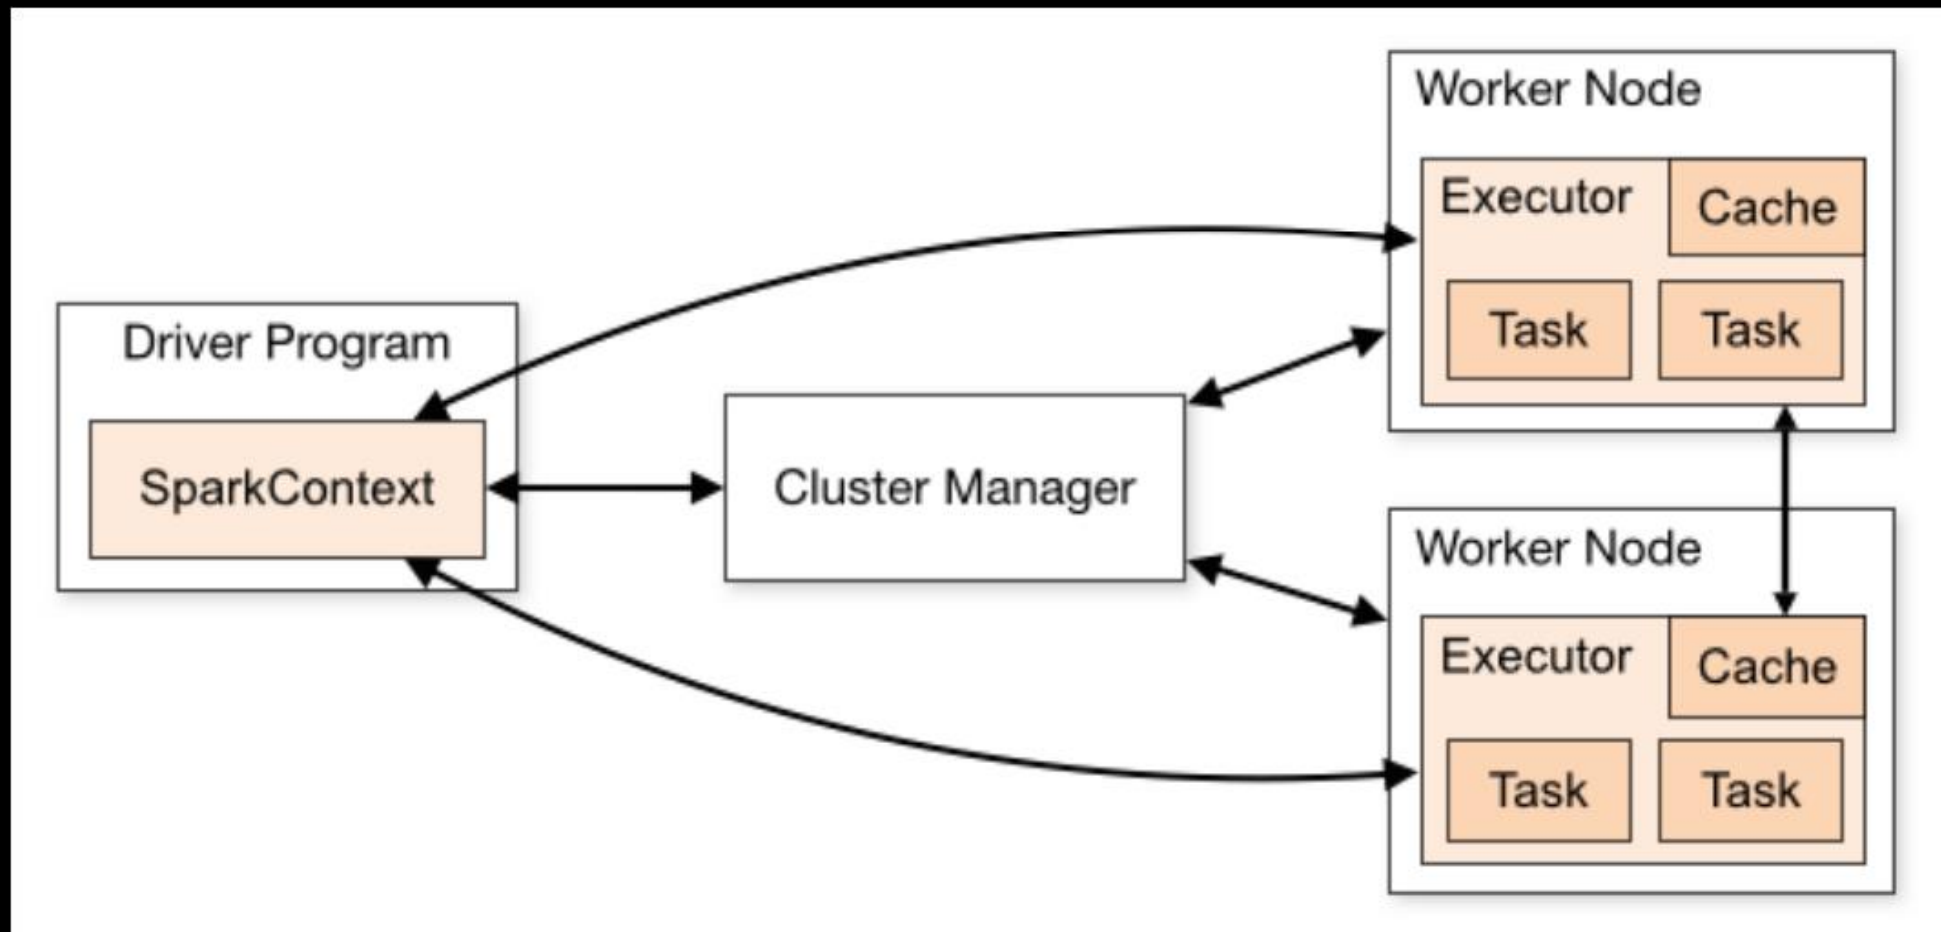 Driver Program
SparkContext
Cluster Manager
Worker Node
Executor
Cache
Task
Task
Worker Node
Executor
Cache
Task
Task